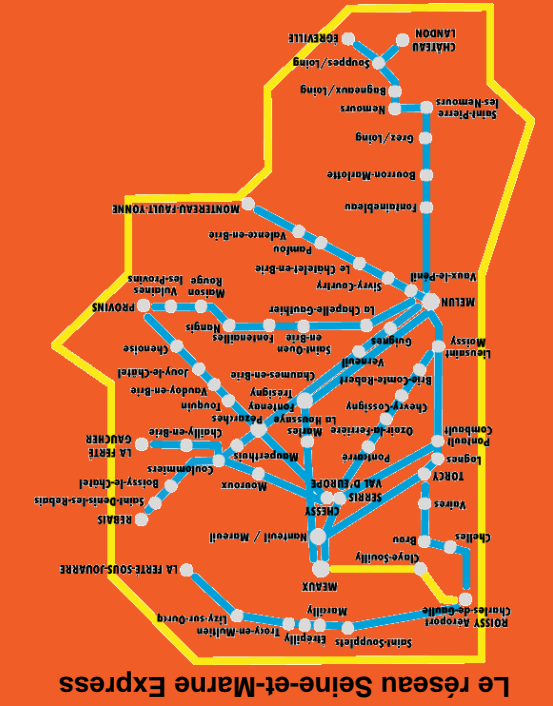 Le réseau Seine-et-Marne Express
Saint-Soupplets
Etrépilly
Marcilly
Trocy-en-Multien
Lizy-sur-Ourcq
ROISSY Aeroport
Charles-de-Gaulle
MEAUX
LA FERTÉ-SOUS-JOUARRE
Claye-Souilly
Chelles
Brou
Nanteuil / Mareuil
Vaires
CHESSY
SERRIS
VAL D'EUROPE
REBAIS
Saint-Denis-les-Rebais
Boissy-le-Chatel
TORCY
Lognes
Mouroux
Coulommiers
Pontcarre
Mauperthuis
Pontault
Combault
LA FERTÉ
GAUCHER
Chailly-en-Brie
Ozoir-la-Ferrière
Marles
La Houssaye
Pézarches
Fontenay
Trésigny
Touquin
Chevry-Cossigny
Vaudoy-en-Brie
Brie-Comte-Robert
Chaumes-en-Brie
Jouy-le-Châtel
Verneuil
Lieusaint
Moissy
Guignes
Saint-Ouen
en-Brie
Chenoise
Fontenailles
Nangis
La Chapelle-Gauthier
MELUN
PROVINS
Vulaines
les-Provins
Maison
Rouge
Vaux-le-Pénil
Sivry-Courtry
Le Chatelet-en-Brie
Pamfou
Valence-en-Brie
MONTEREAU FAULT-YONNE
Fontainebleau
Bourron-Marlotte
Grez/Loing
Saint-Pierre
les-Nemours
Nemours
Bagneaux/Loing
Souppes/Loing
CHÂTEAU
LANDON
ÉGREVILLE